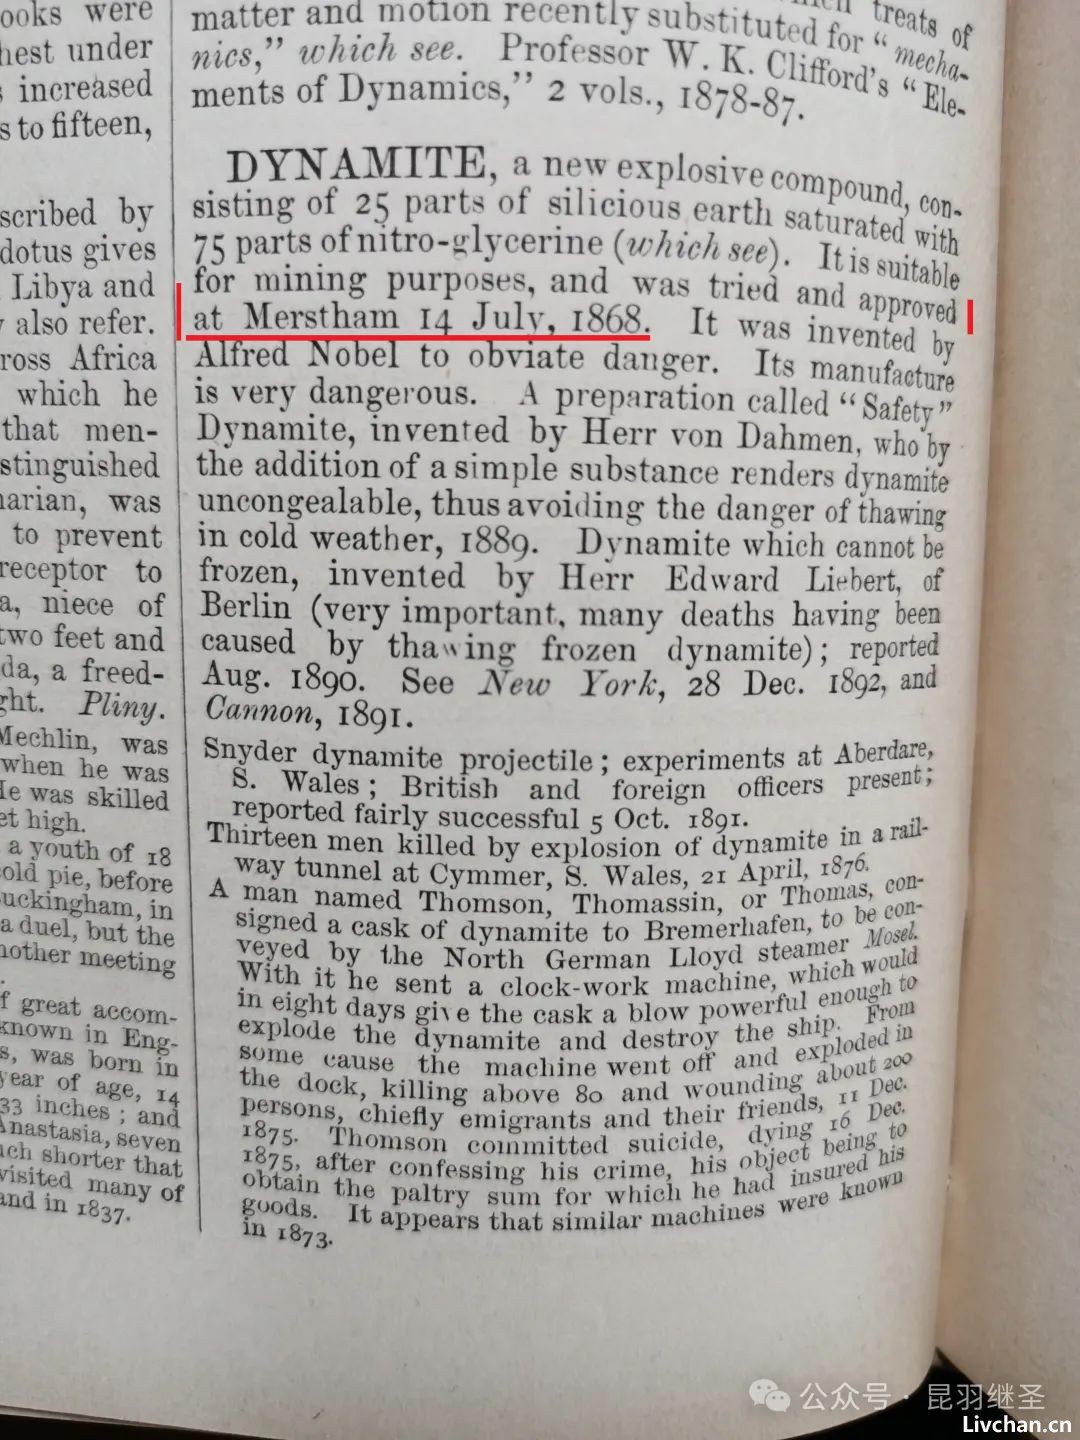 ooks were
hest under
increased
s to fifteen,
scribed by
dotus gives
Libya and
also refer.
ross Africa
which he
that men-
stinguished
narian, was
to prevent
receptor to
a, niece of
two feet and
da, a freed-
ght. Pliny.
Mechlin, was
when he was
He was skilled
et high.
a youth of 18
old pie, before
uckingham, in
a duel, but the
nother meeting
f great accom-
known in Eng-
s, was born in
year of age, 14
33 inches; and
Anastasia, seven
uch shorter that
visited many of
and in 1837.
treats of
matter and motion recently substituted for "mecha-
nics," which see. Professor W. K. Clifford's "Ele-
ments of Dynamics," 2 vols., 1878-87.
DYNAMITE, a new explosive compound, con-
sisting of 25 parts of silicious earth saturated with
75 parts of nitro-glycerine (which see). It is suitable
for mining purposes, and was tried and approved
at Merstham 14 July, 1868. It was invented by
Alfred Nobel to obviate danger. Its manufacture
is very dangerous. A preparation called "Safety"
Dynamite, invented by Herr von Dahmen, who by
the addition of a simple substance renders dynamite
uncongealable, thus avoiding the danger of thawing
in cold weather, 1889. Dynamite which cannot be
frozen, invented by Herr Edward Liebert, of
Berlin (very important, many deaths having been
caused by thawing frozen dynamite); reported
Aug. 1890. See New York, 28 Dec. 1892, and
Cannon, 1891.
Snyder dynamite projectile; experiments at Aberdare,
S. Wales; British and foreign officers present;
reported fairly successful 5 Oct. 1891.
Thirteen men killed by explosion of dynamite in a rail-
way tunnel at Cymmer, S. Wales, 21 April, 1876.
A man named Thomson, Thomassin, or Thomas, con-
signed a cask of dynamite to Bremerhafen, to be con-
veyed by the North German Lloyd steamer Mosel.
With it he sent a clock-work machine, which would
in eight days give the cask a blow powerful enough to
explode the dynamite and destroy the ship. From
some cause the machine went off and exploded in
the dock, killing above 80 and wounding about 200
persons, chiefly emigrants and their friends, 11 Dec.
1875. Thomson committed suicide, dying 16 Dec.
1875, after confessing his crime, his object being to
obtain the paltry sum for which he had insured his
goods. It appears that similar machines were known
in 1873.
公众号 · 昆羽继圣
Livchan.cn